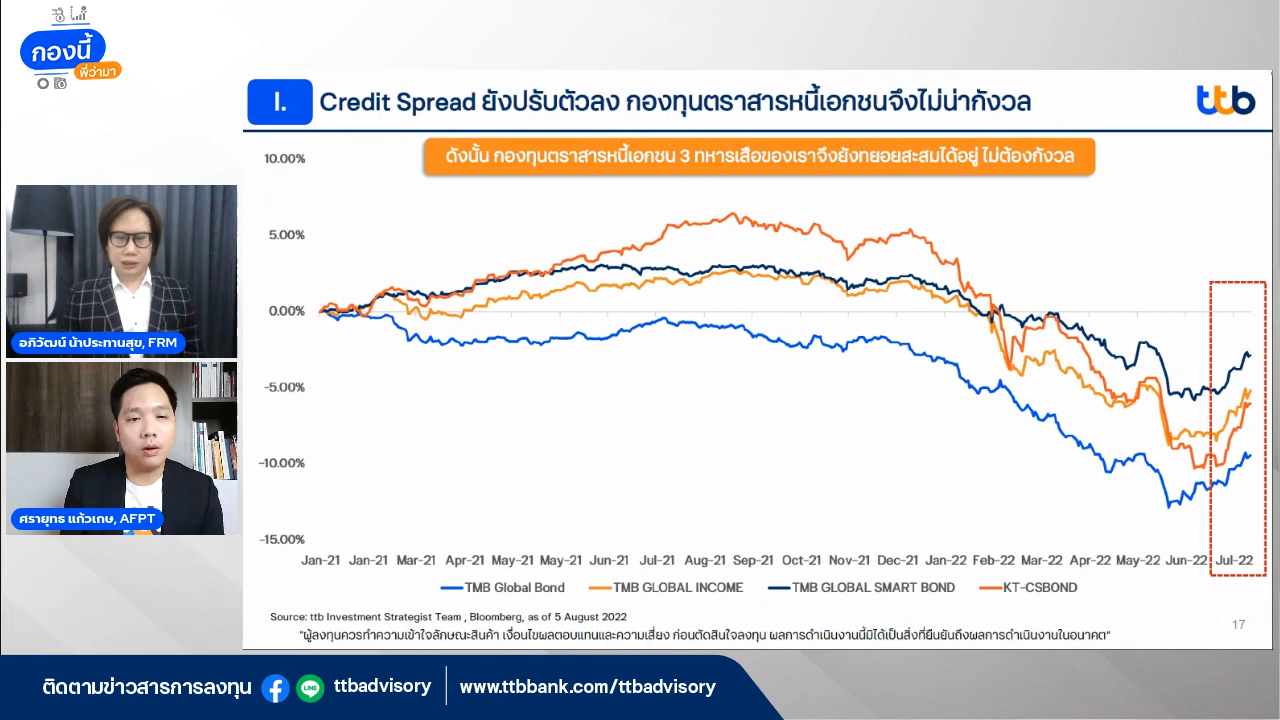 กองนี้
พี่ว่ามา
I.
Credit Spread ยังปรับตัวลง กองทุนตราสารหนี้เอกชนจึงไม่น่ากังวล
ttb
ดังนั้น กองทุนตราสารหนี้เอกชน 3 ทหารเสือของเราจึงยังทยอยสะสมได้อยู่ ไม่ต้องกังวล
10.00%
5.00%
0.00%
-5.00%
-10.00%
-15.00%
Jan-21 Jan-21 Mar-21 Apr-21 May-21 May-21 Jun-21 Jul-21 Aug-21 Sep-21 Oct-21 Nov-21 Dec-21 Jan-22 Feb-22 Mar-22 Apr-22 May-22 Jun-22 Jul-22
TMB Global Bond TMB GLOBAL INCOME TMB GLOBAL SMART BOND KT-CSBOND
Source: ttb Investment Strategist Team , Bloomberg, as of 5 August 2022
"ผู้ลงทุนควรทำความเข้าใจลักษณะสินค้า เงื่อนไขผลตอบแทนและความเสี่ยง ก่อนตัดสินใจลงทุน ผลการดำเนินงานนี้มิได้เป็นสิ่งที่ยืนยันถึงผลการดำเนินงานในอนาคต"
17
อภิวัฒน์ น้าประทานสุข, FRM
ศรายุทธ แก้วเกษ, AFPT
ติดตามข่าวสารการลงทุน LINE ttbadvisory www.ttbbank.com/ttbadvisory